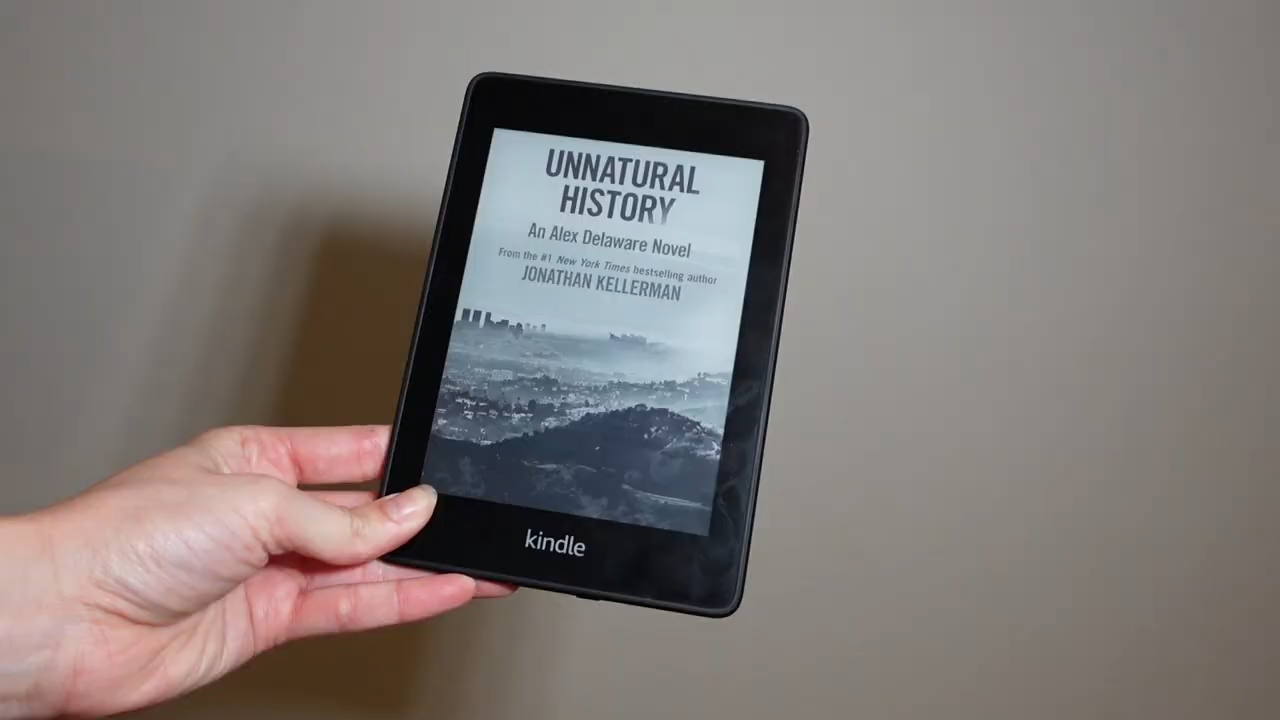 UNNATURAL
HISTORY
An Alex Delaware Novel
From the #1 New York Times bestselling author
JONATHAN KELLERMAN
kindle